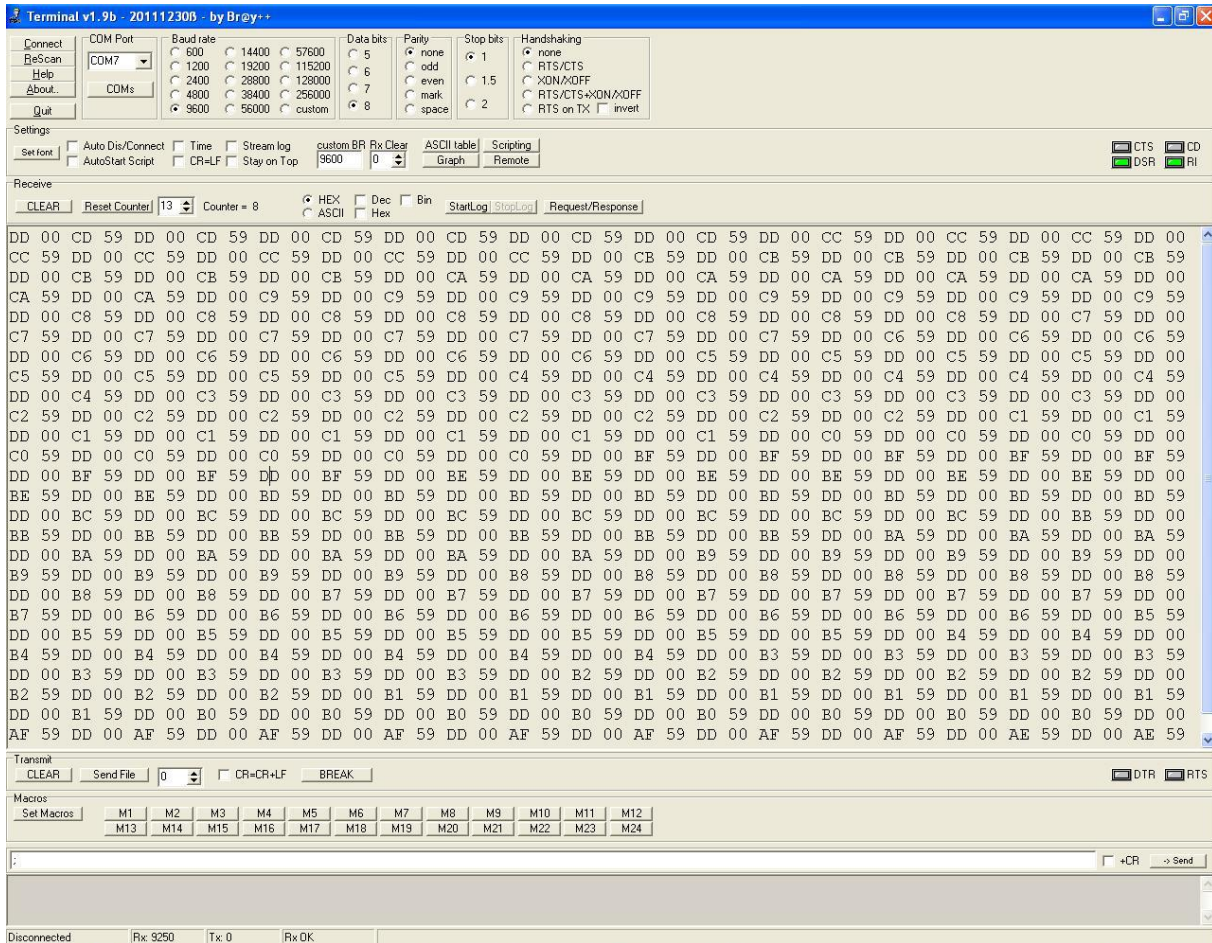 Terminal v1.9b - 20111230ß - by Br@y++
Connect
ReScan
Help
About..
Quit
COM Port
COM7
COMs
Baud rate
600 14400 57600
1200 19200 115200
2400 28800 128000
4800 38400 256000
9600 56000 custom
Data bits
5
6
7
8
Parity
none
odd
even
mark
space
Stop bits
1
1.5
2
Handshaking
none
RTS/CTS
XON/XOFF
RTS/CTS+XON/XOFF
RTS on TX invert
Settings
Set font
Auto Dis/Connect Time Stream log
AutoStart Script CR=LF Stay on Top
custom BR Rx Clear
9600 0
ASCII table Scripting
Graph Remote
CTS CD
DSR RI
Receive
CLEAR Reset Counter 13 Counter = 8 HEX Dec Bin
ASCII Hex
StartLog StopLog Request/Response
DD 00 CD 59 DD 00 CD 59 DD 00 CD 59 DD 00 CD 59 DD 00 CD 59 DD 00 CD 59 DD 00 CC 59 DD 00 CC 59 DD 00 CC 59 DD 00
CC 59 DD 00 CC 59 DD 00 CC 59 DD 00 CC 59 DD 00 CC 59 DD 00 CB 59 DD 00 CB 59 DD 00 CB 59 DD 00 CB 59 DD 00 CB 59
DD 00 CB 59 DD 00 CB 59 DD 00 CB 59 DD 00 CA 59 DD 00 CA 59 DD 00 CA 59 DD 00 CA 59 DD 00 CA 59 DD 00 CA 59 DD 00
CA 59 DD 00 CA 59 DD 00 C9 59 DD 00 C9 59 DD 00 C9 59 DD 00 C9 59 DD 00 C9 59 DD 00 C9 59 DD 00 C9 59 DD 00 C9 59
DD 00 C8 59 DD 00 C8 59 DD 00 C8 59 DD 00 C8 59 DD 00 C8 59 DD 00 C8 59 DD 00 C8 59 DD 00 C8 59 DD 00 C7 59 DD 00
C7 59 DD 00 C7 59 DD 00 C7 59 DD 00 C7 59 DD 00 C7 59 DD 00 C7 59 DD 00 C7 59 DD 00 C6 59 DD 00 C6 59 DD 00 C6 59
DD 00 C6 59 DD 00 C6 59 DD 00 C6 59 DD 00 C6 59 DD 00 C6 59 DD 00 C5 59 DD 00 C5 59 DD 00 C5 59 DD 00 C5 59 DD 00
C5 59 DD 00 C5 59 DD 00 C5 59 DD 00 C5 59 DD 00 C4 59 DD 00 C4 59 DD 00 C4 59 DD 00 C4 59 DD 00 C4 59 DD 00 C4 59
DD 00 C4 59 DD 00 C3 59 DD 00 C3 59 DD 00 C3 59 DD 00 C3 59 DD 00 C3 59 DD 00 C3 59 DD 00 C3 59 DD 00 C3 59 DD 00
C2 59 DD 00 C2 59 DD 00 C2 59 DD 00 C2 59 DD 00 C2 59 DD 00 C2 59 DD 00 C2 59 DD 00 C2 59 DD 00 C1 59 DD 00 C1 59
DD 00 C1 59 DD 00 C1 59 DD 00 C1 59 DD 00 C1 59 DD 00 C1 59 DD 00 C1 59 DD 00 C0 59 DD 00 C0 59 DD 00 C0 59 DD 00
C0 59 DD 00 C0 59 DD 00 C0 59 DD 00 C0 59 DD 00 C0 59 DD 00 BF 59 DD 00 BF 59 DD 00 BF 59 DD 00 BF 59 DD 00 BF 59
DD 00 BF 59 DD 00 BF 59 DD 00 BF 59 DD 00 BE 59 DD 00 BE 59 DD 00 BE 59 DD 00 BE 59 DD 00 BE 59 DD 00 BE 59 DD 00
BE 59 DD 00 BE 59 DD 00 BD 59 DD 00 BD 59 DD 00 BD 59 DD 00 BD 59 DD 00 BD 59 DD 00 BD 59 DD 00 BD 59 DD 00 BD 59
DD 00 BC 59 DD 00 BC 59 DD 00 BC 59 DD 00 BC 59 DD 00 BC 59 DD 00 BC 59 DD 00 BC 59 DD 00 BC 59 DD 00 BB 59 DD 00
BB 59 DD 00 BB 59 DD 00 BB 59 DD 00 BB 59 DD 00 BB 59 DD 00 BB 59 DD 00 BB 59 DD 00 BA 59 DD 00 BA 59 DD 00 BA 59
DD 00 BA 59 DD 00 BA 59 DD 00 BA 59 DD 00 BA 59 DD 00 BA 59 DD 00 B9 59 DD 00 B9 59 DD 00 B9 59 DD 00 B9 59 DD 00
B9 59 DD 00 B9 59 DD 00 B9 59 DD 00 B9 59 DD 00 B8 59 DD 00 B8 59 DD 00 B8 59 DD 00 B8 59 DD 00 B8 59 DD 00 B8 59
DD 00 B8 59 DD 00 B8 59 DD 00 B7 59 DD 00 B7 59 DD 00 B7 59 DD 00 B7 59 DD 00 B7 59 DD 00 B7 59 DD 00 B7 59 DD 00
B7 59 DD 00 B6 59 DD 00 B6 59 DD 00 B6 59 DD 00 B6 59 DD 00 B6 59 DD 00 B6 59 DD 00 B6 59 DD 00 B6 59 DD 00 B5 59
DD 00 B5 59 DD 00 B5 59 DD 00 B5 59 DD 00 B5 59 DD 00 B5 59 DD 00 B5 59 DD 00 B5 59 DD 00 B4 59 DD 00 B4 59 DD 00
B4 59 DD 00 B4 59 DD 00 B4 59 DD 00 B4 59 DD 00 B4 59 DD 00 B4 59 DD 00 B3 59 DD 00 B3 59 DD 00 B3 59 DD 00 B3 59
DD 00 B3 59 DD 00 B3 59 DD 00 B3 59 DD 00 B3 59 DD 00 B2 59 DD 00 B2 59 DD 00 B2 59 DD 00 B2 59 DD 00 B2 59 DD 00
B2 59 DD 00 B2 59 DD 00 B2 59 DD 00 B1 59 DD 00 B1 59 DD 00 B1 59 DD 00 B1 59 DD 00 B1 59 DD 00 B1 59 DD 00 B1 59
DD 00 B1 59 DD 00 B0 59 DD 00 B0 59 DD 00 B0 59 DD 00 B0 59 DD 00 B0 59 DD 00 B0 59 DD 00 B0 59 DD 00 B0 59 DD 00
AF 59 DD 00 AF 59 DD 00 AF 59 DD 00 AF 59 DD 00 AF 59 DD 00 AF 59 DD 00 AF 59 DD 00 AF 59 DD 00 AE 59 DD 00 AE 59
Transmit
CLEAR Send File 0 CR=CR+LF BREAK DTR RTS
Macros
Set Macros M1 M2 M3 M4 M5 M6 M7 M8 M9 M10 M11 M12
M13 M14 M15 M16 M17 M18 M19 M20 M21 M22 M23 M24
; +CR -> Send
Disconnected Rx: 9250 Tx: 0 Rx OK